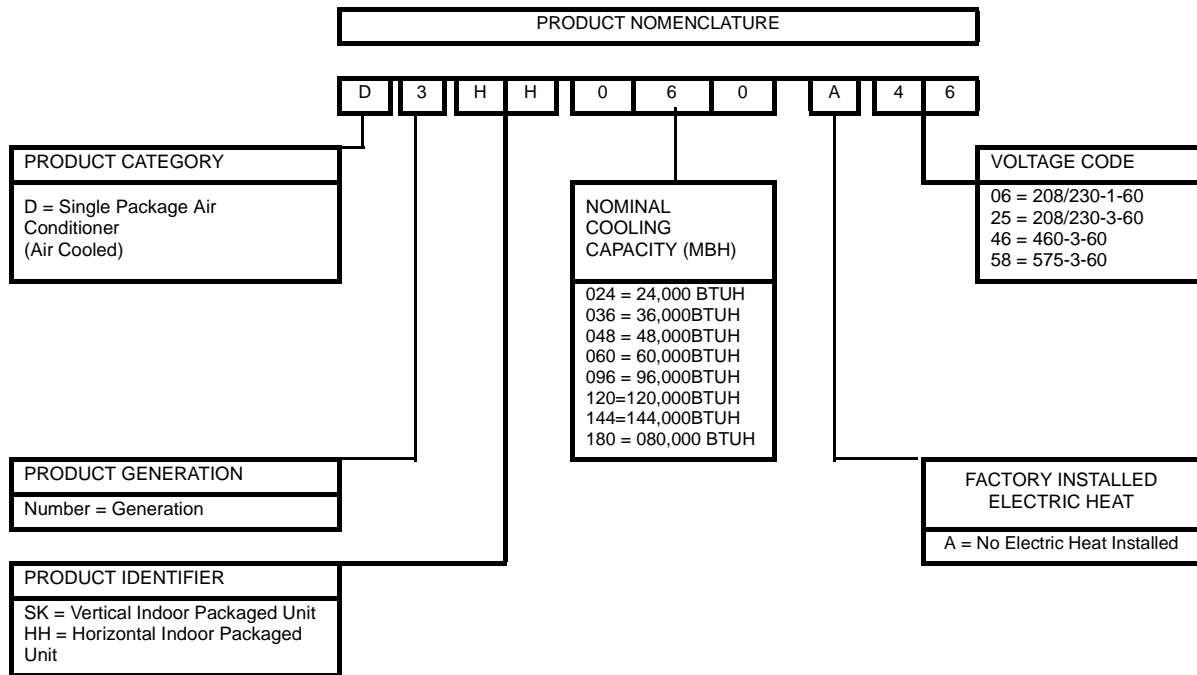 PRODUCT NOMENCLATURE
D 3 H H 0 6 0 A 4 6
PRODUCT CATEGORY
D = Single Package Air
Conditioner
(Air Cooled)
NOMINAL
COOLING
CAPACITY (MBH)
024 = 24,000 BTUH
036 = 36,000BTUH
048 = 48,000BTUH
060 = 60,000BTUH
096 = 96,000BTUH
120=120,000BTUH
144=144,000BTUH
180 = 080,000 BTUH
VOLTAGE CODE
06 = 208/230-1-60
25 = 208/230-3-60
46 = 460-3-60
58 = 575-3-60
PRODUCT GENERATION
Number = Generation
FACTORY INSTALLED
ELECTRIC HEAT
A = No Electric Heat Installed
PRODUCT IDENTIFIER
SK = Vertical Indoor Packaged Unit
HH = Horizontal Indoor Packaged
Unit